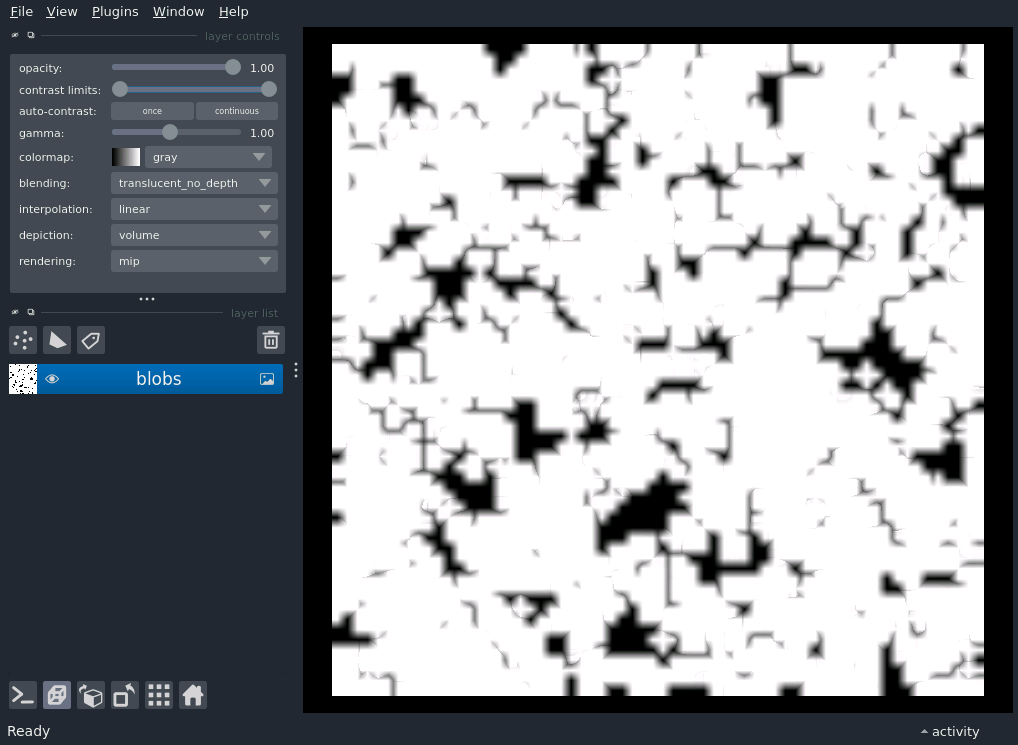 File View Plugins Window Help
layer controls
opacity: 1.00
contrast limits:
auto-contrast: once continuous
gamma: 1.00
colormap: gray
blending: translucent_no_depth
interpolation: linear
depiction: volume
rendering: mip
layer list
blobs
Ready activity